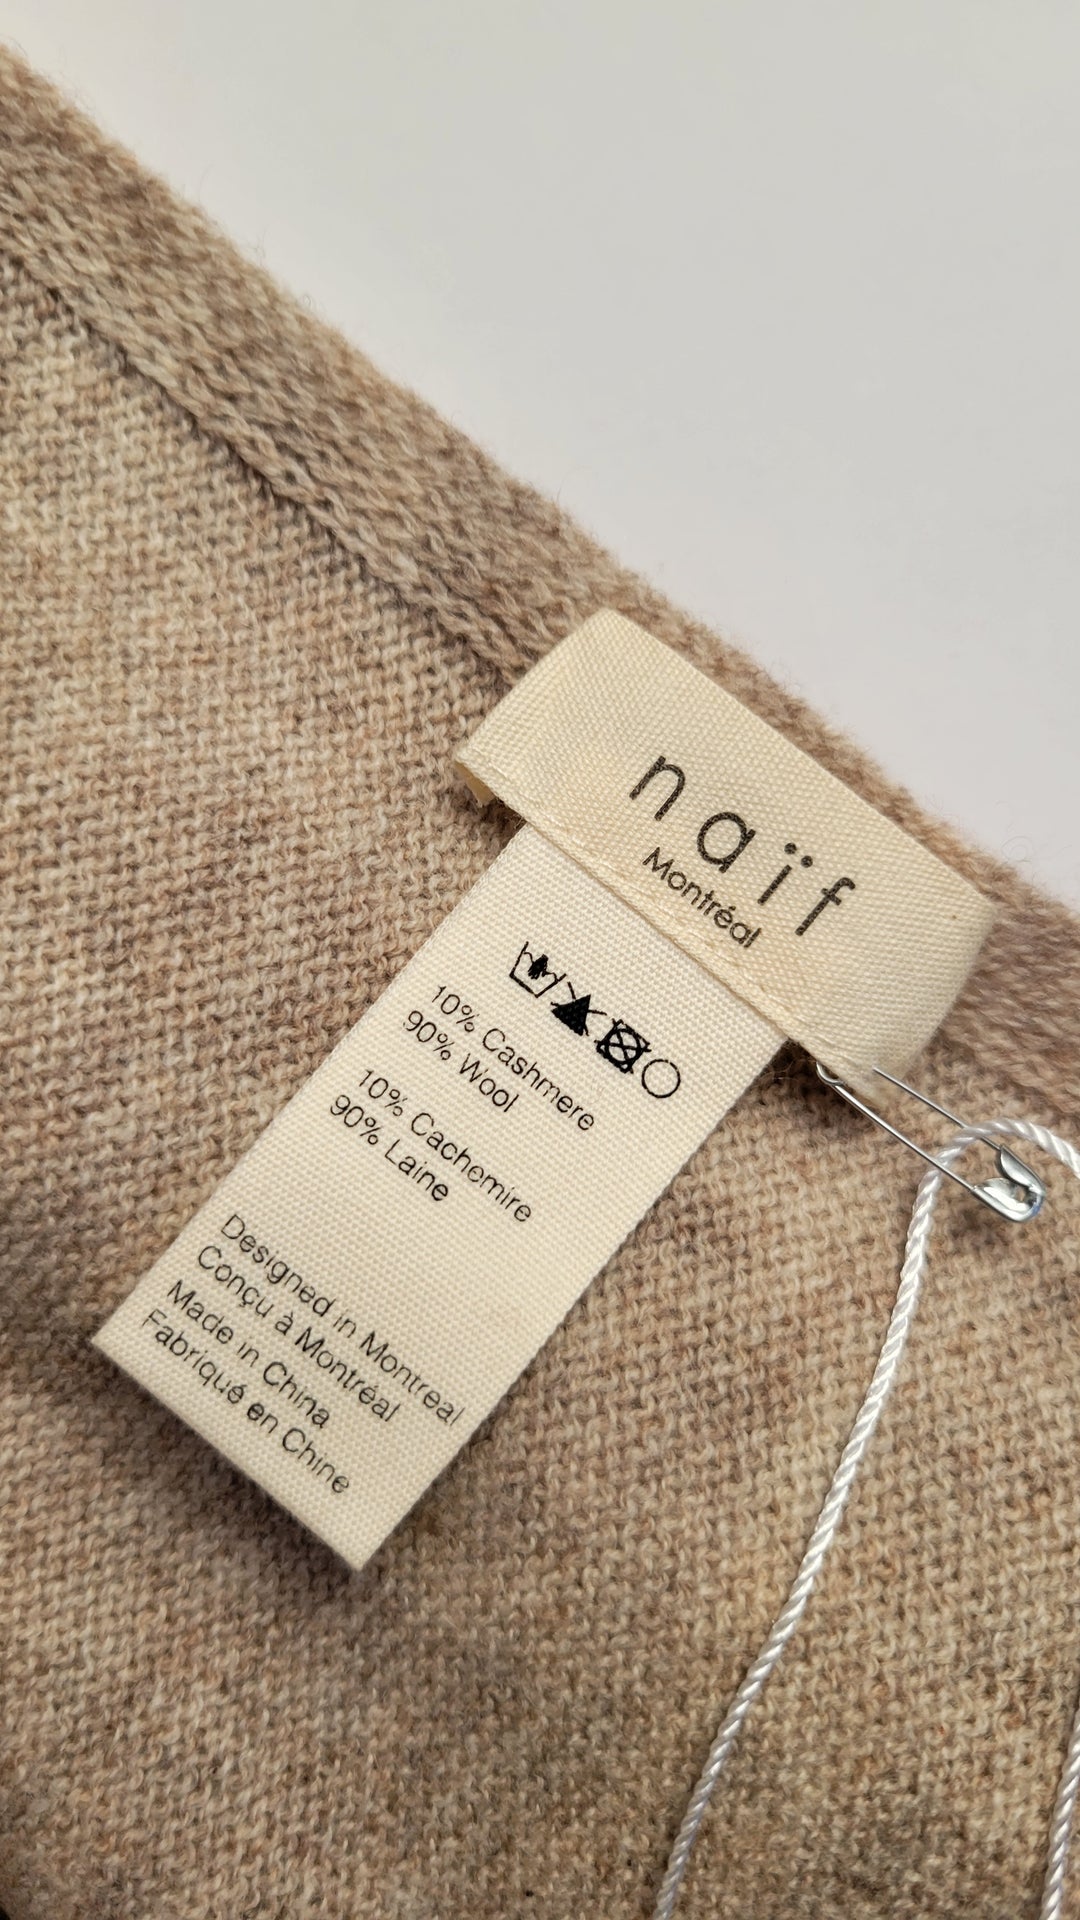 naïf
Montréal
10% Cashmere
90% Wool
10% Cachemire
90% Laine
Designed in Montreal
Conçu à Montréal
Made in China
Fabriqué en Chine